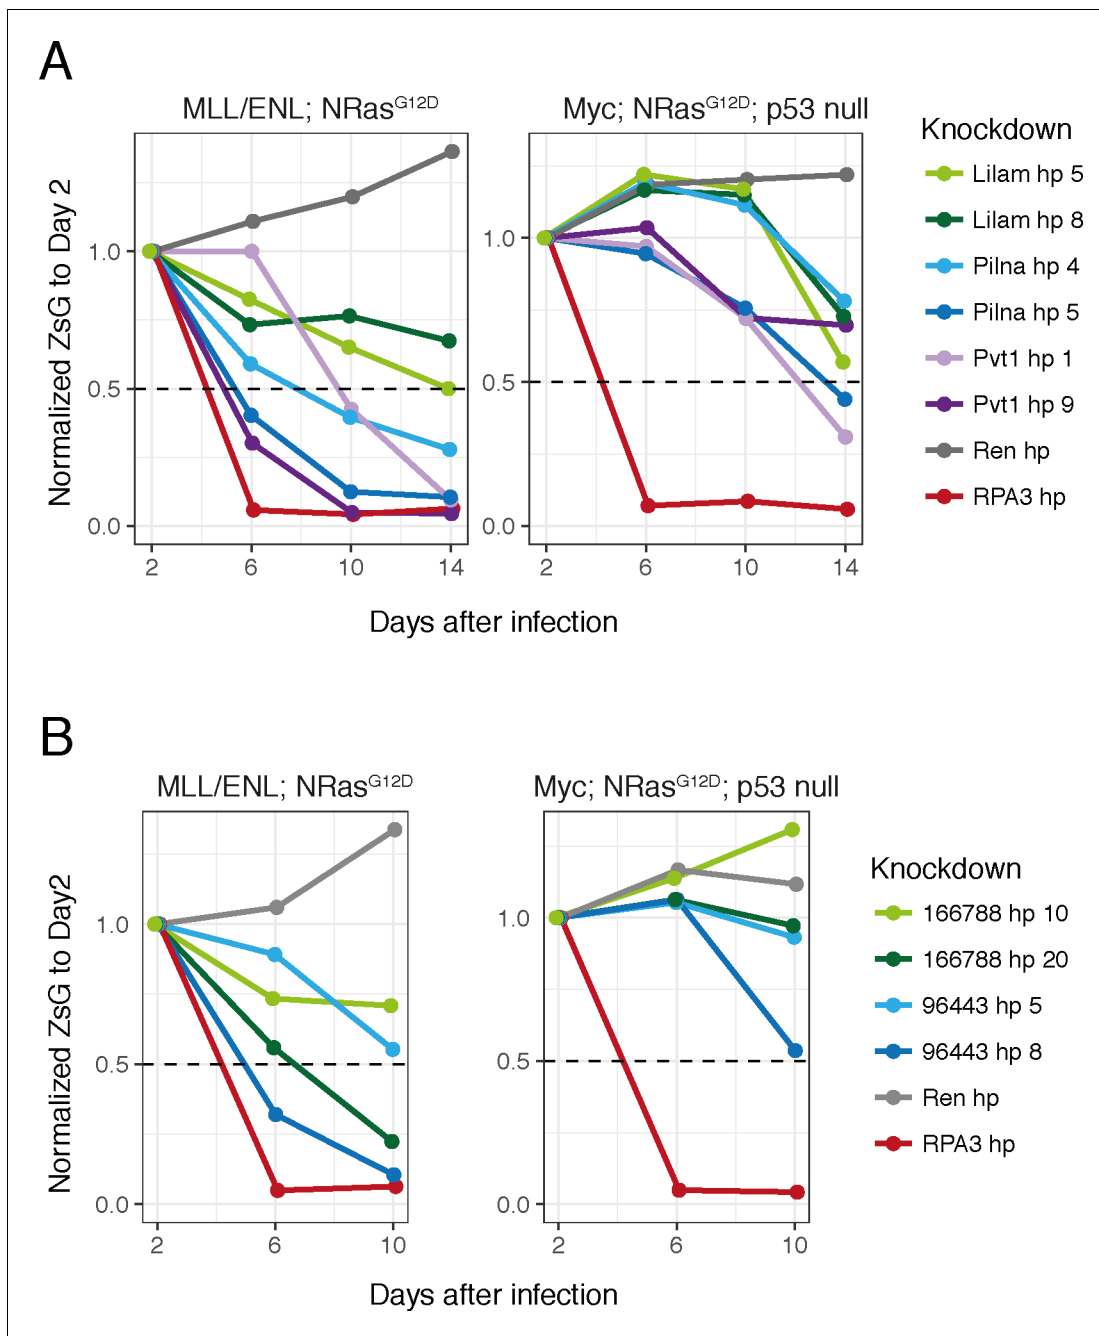 A
MLL/ENL; NRasG12D
Myc; NRasG12D; p53 null
Normalized ZsG to Day 2
1.0
0.5
0.0
2
6
10
14
1.0
0.5
0.0
2
6
10
14
Days after infection
Knockdown
Lilam hp 5
Lilam hp 8
Pilna hp 4
Pilna hp 5
Pvt1 hp 1
Pvt1 hp 9
Ren hp
RPA3 hp
B
MLL/ENL; NRasG12D
Myc; NRasG12D; p53 null
Normalized ZsG to Day2
1.0
0.5
0.0
2
6
10
1.0
0.5
0.0
2
6
10
Days after infection
Knockdown
166788 hp 10
166788 hp 20
96443 hp 5
96443 hp 8
Ren hp
RPA3 hp